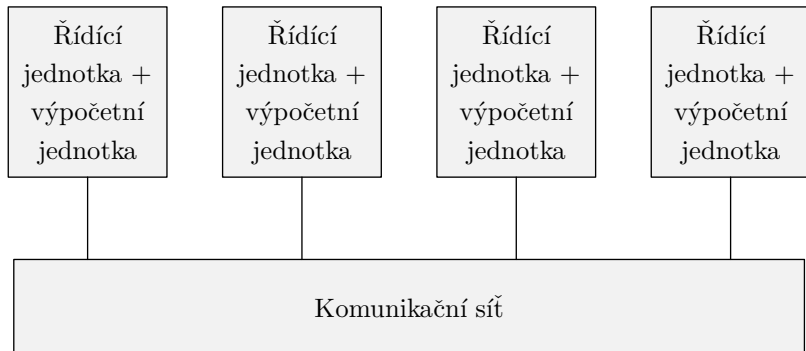 Řídící
jednotka +
výpočetní
jednotka
Řídící
jednotka +
výpočetní
jednotka
Řídící
jednotka +
výpočetní
jednotka
Řídící
jednotka +
výpočetní
jednotka
Komunikační síť